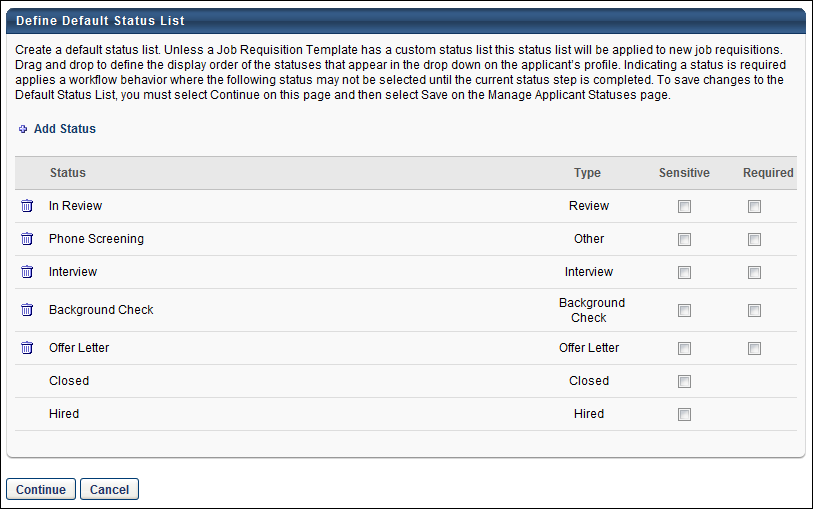 Define Default Status List
Create a default status list. Unless a Job Requisition Template has a custom status list this status list will be applied to new job requisitions.
Drag and drop to define the display order of the statuses that appear in the drop down on the applicant's profile. Indicating a status is required
applies a workflow behavior where the following status may not be selected until the current status step is completed. To save changes to the
Default Status List, you must select Continue on this page and then select Save on the Manage Applicant Statuses page.
Add Status
Status Type Sensitive Required
In Review Review
Phone Screening Other
Interview Interview
Background Check Background
Check
Offer Letter Offer Letter
Closed Closed
Hired Hired
Continue Cancel